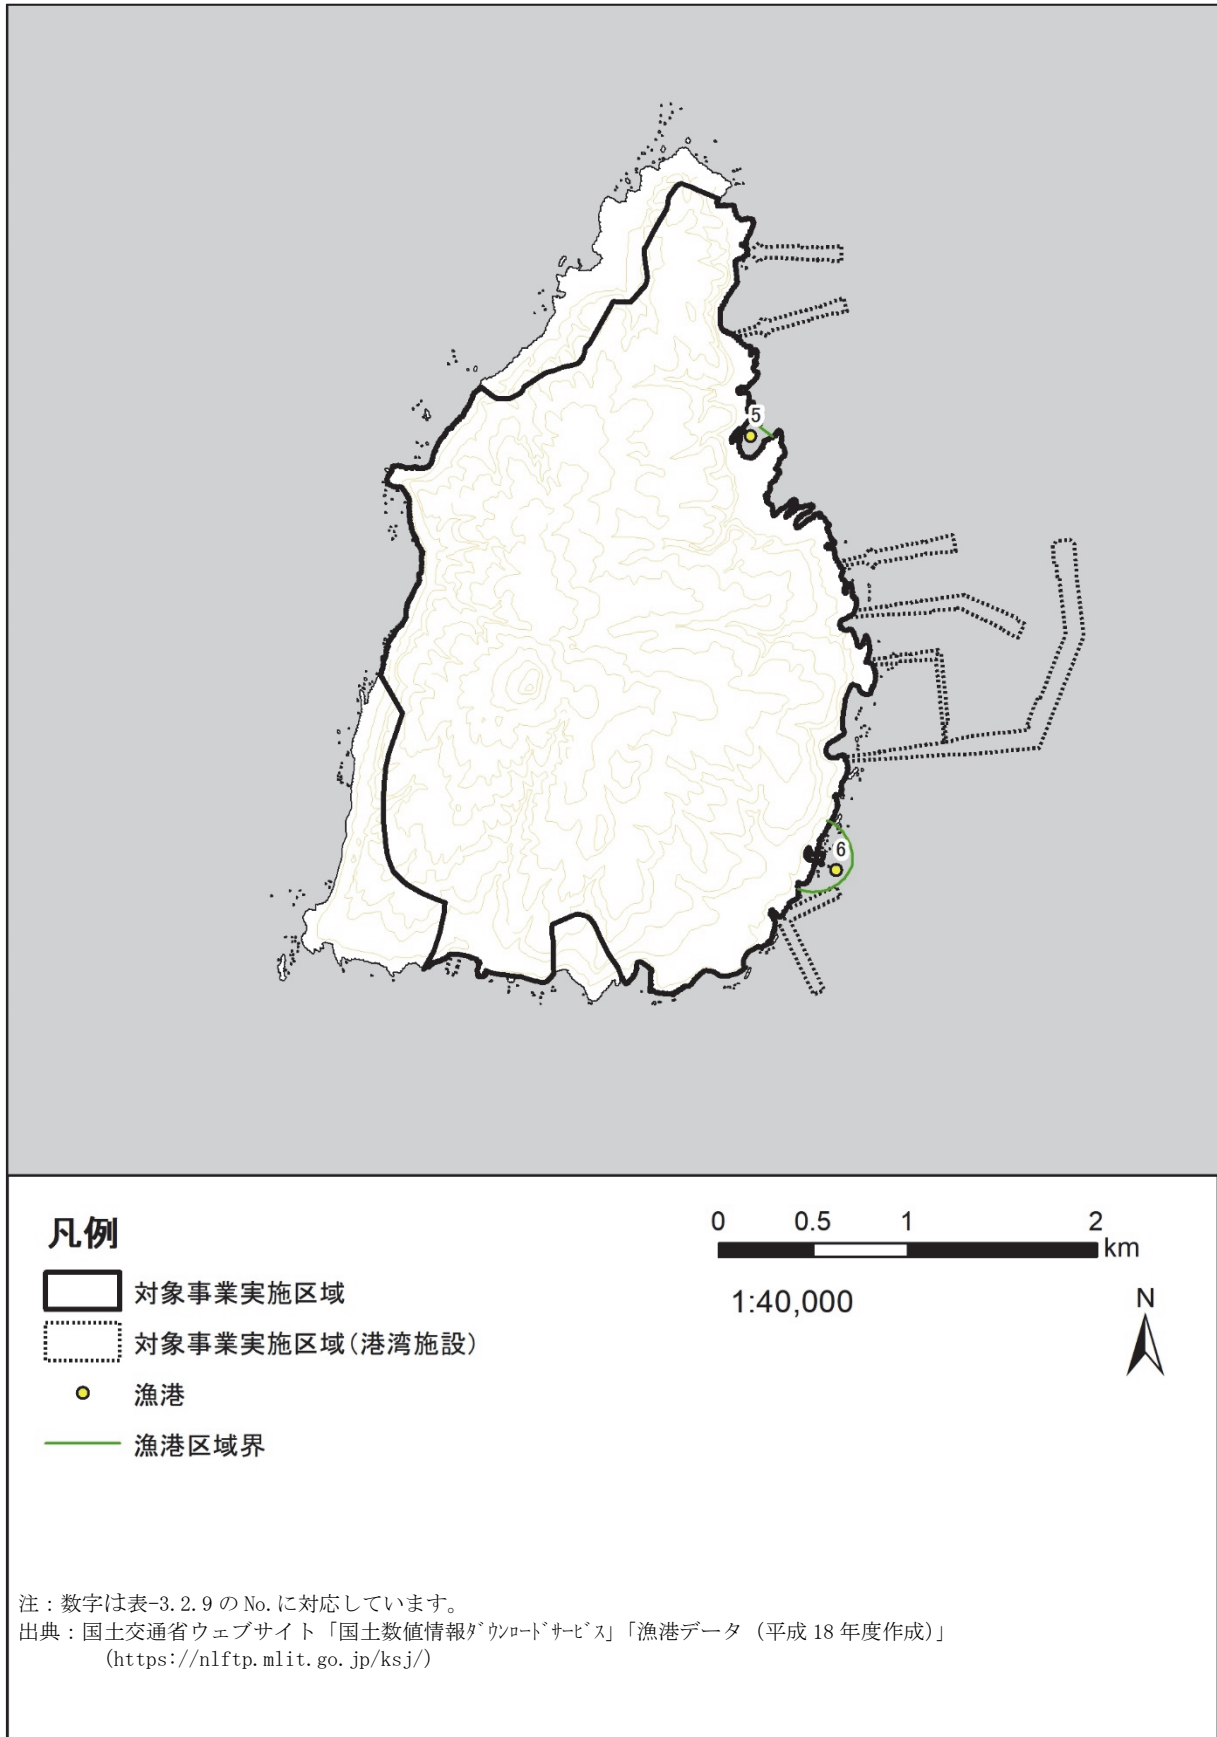 5
6
凡例
対象事業実施区域
対象事業実施区域(港湾施設)
漁港
漁港区域界
0 0.5 1 2
km
1:40,000
N
注：数字は表-3.2.9 の No.に対応しています。
出典：国土交通省ウェブサイト「国土数値情報ﾀﾞｳﾝﾛｰﾄﾞｻｰﾋﾞｽ」「漁港データ（平成 18 年度作成）」
(https://nlftp.mlit.go.jp/ksj/)